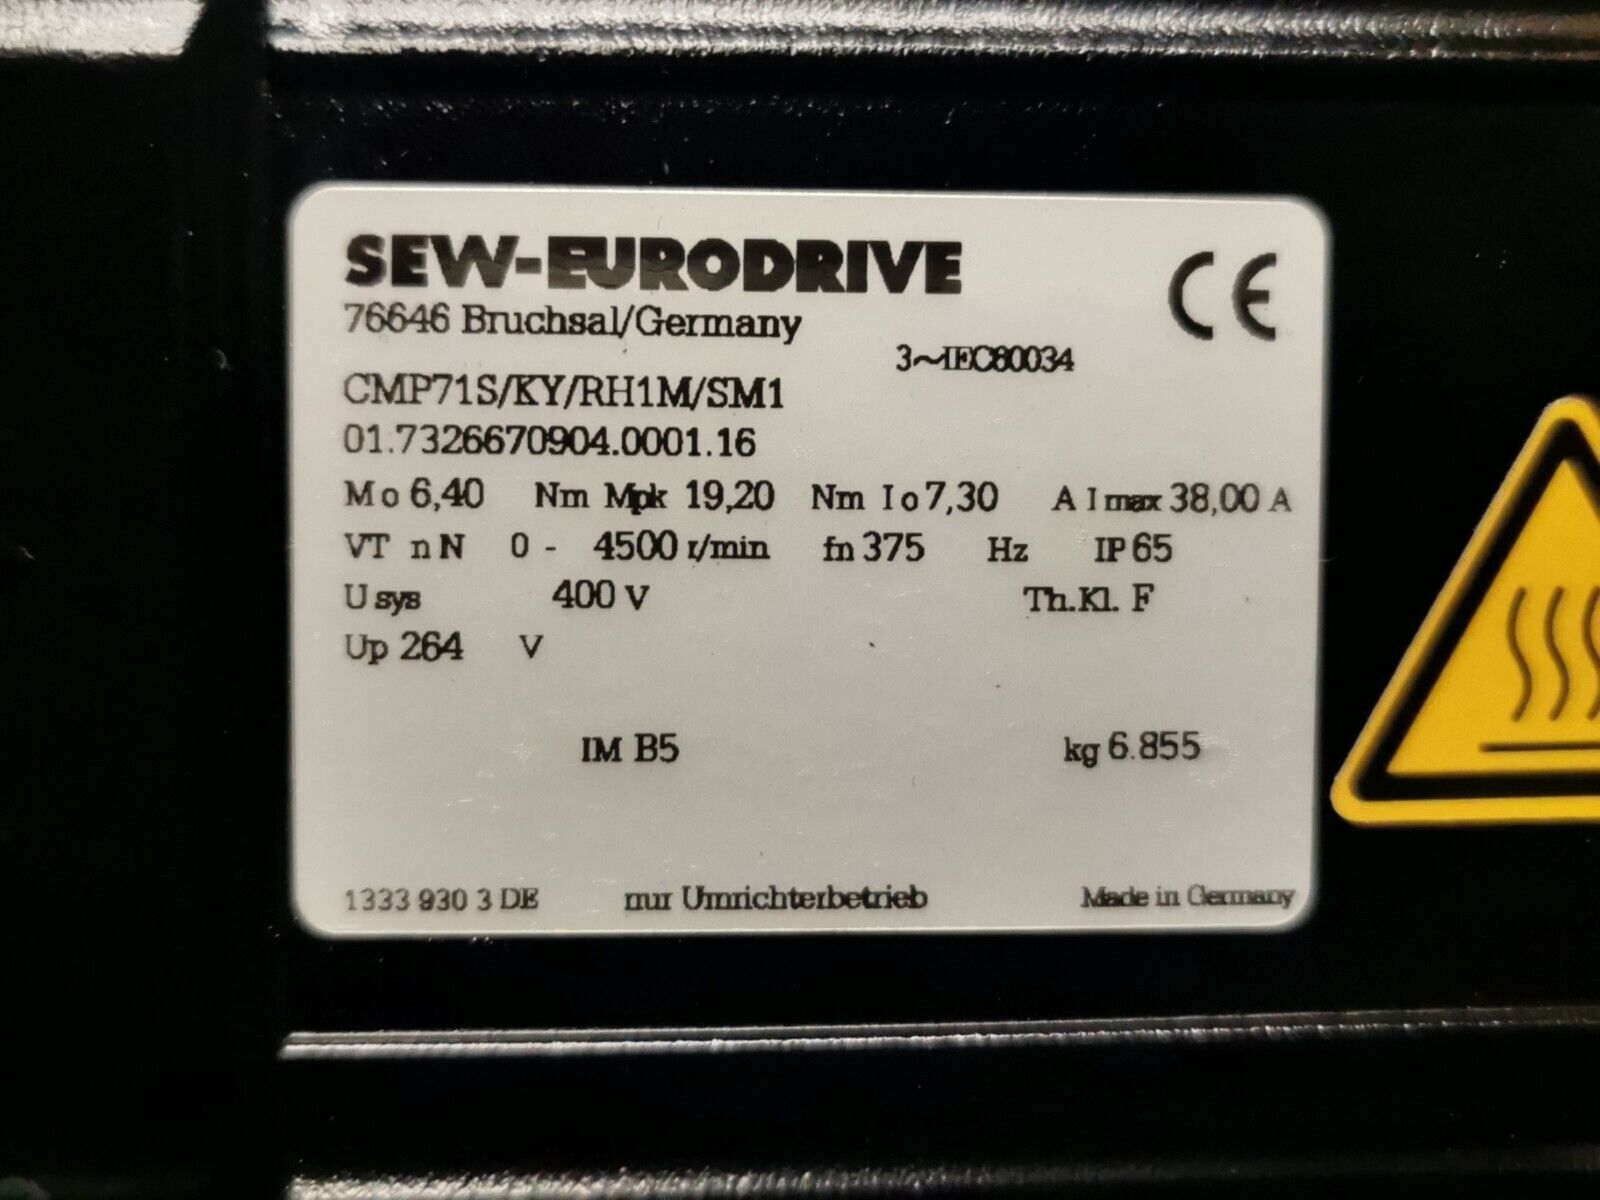 SEW-EURODRIVE
CE
76646 Bruchsal/Germany
3~IEC60034
CMP71S/KY/RH1M/SM1
01.7326670904.0001.16
Mo 6,40 Nm Mpk 19,20 Nm Io 7,30 A Imax 38,00 A
VT nN 0 - 4500 r/min fn 375 Hz IP 65
Usys 400 V Th.Kl. F
Up 264 V
IM B5 kg 6.855
1333 930 3 DE nur Umrichterbetrieb Made in Germany